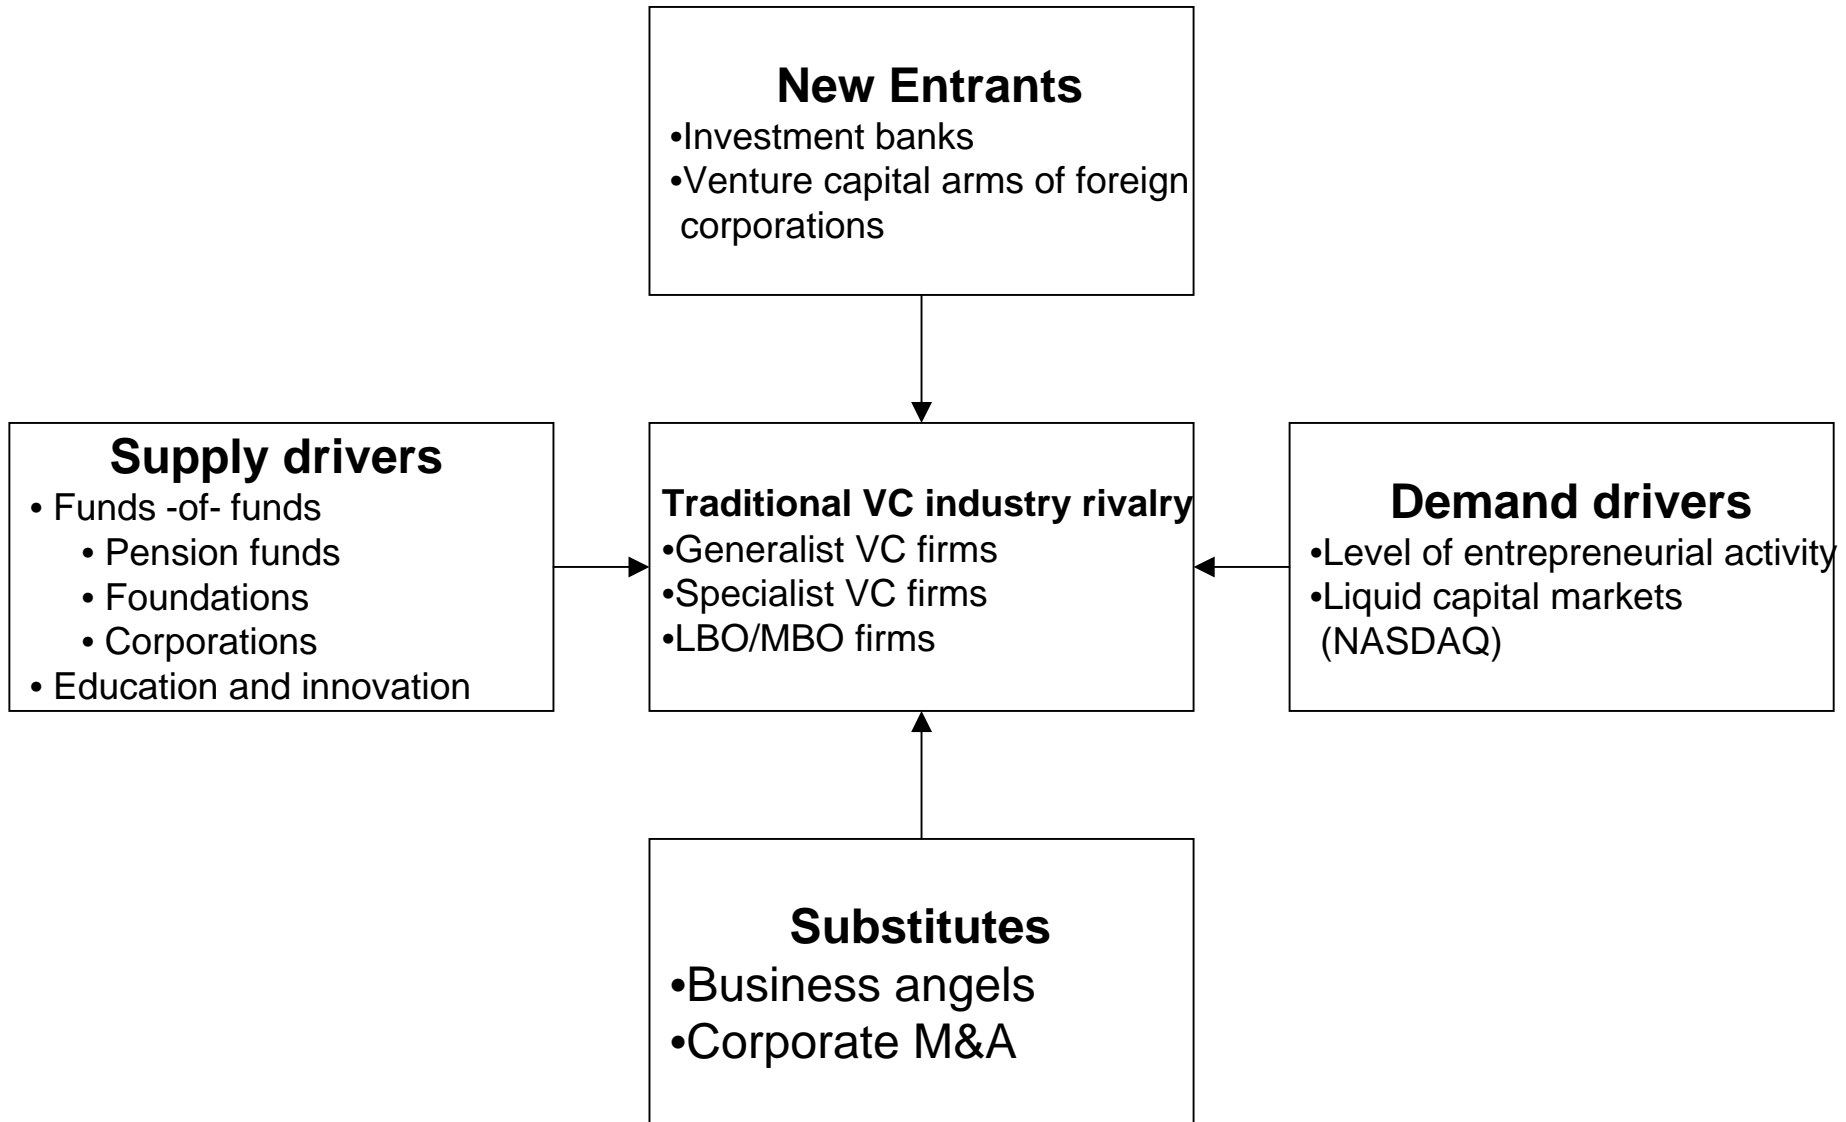 New Entrants
•Investment banks
•Venture capital arms of foreign
corporations
Supply drivers
• Funds -of- funds
• Pension funds
• Foundations
• Corporations
• Education and innovation
Traditional VC industry rivalry
•Generalist VC firms
•Specialist VC firms
•LBO/MBO firms
Demand drivers
•Level of entrepreneurial activity
•Liquid capital markets
(NASDAQ)
Substitutes
•Business angels
•Corporate M&A